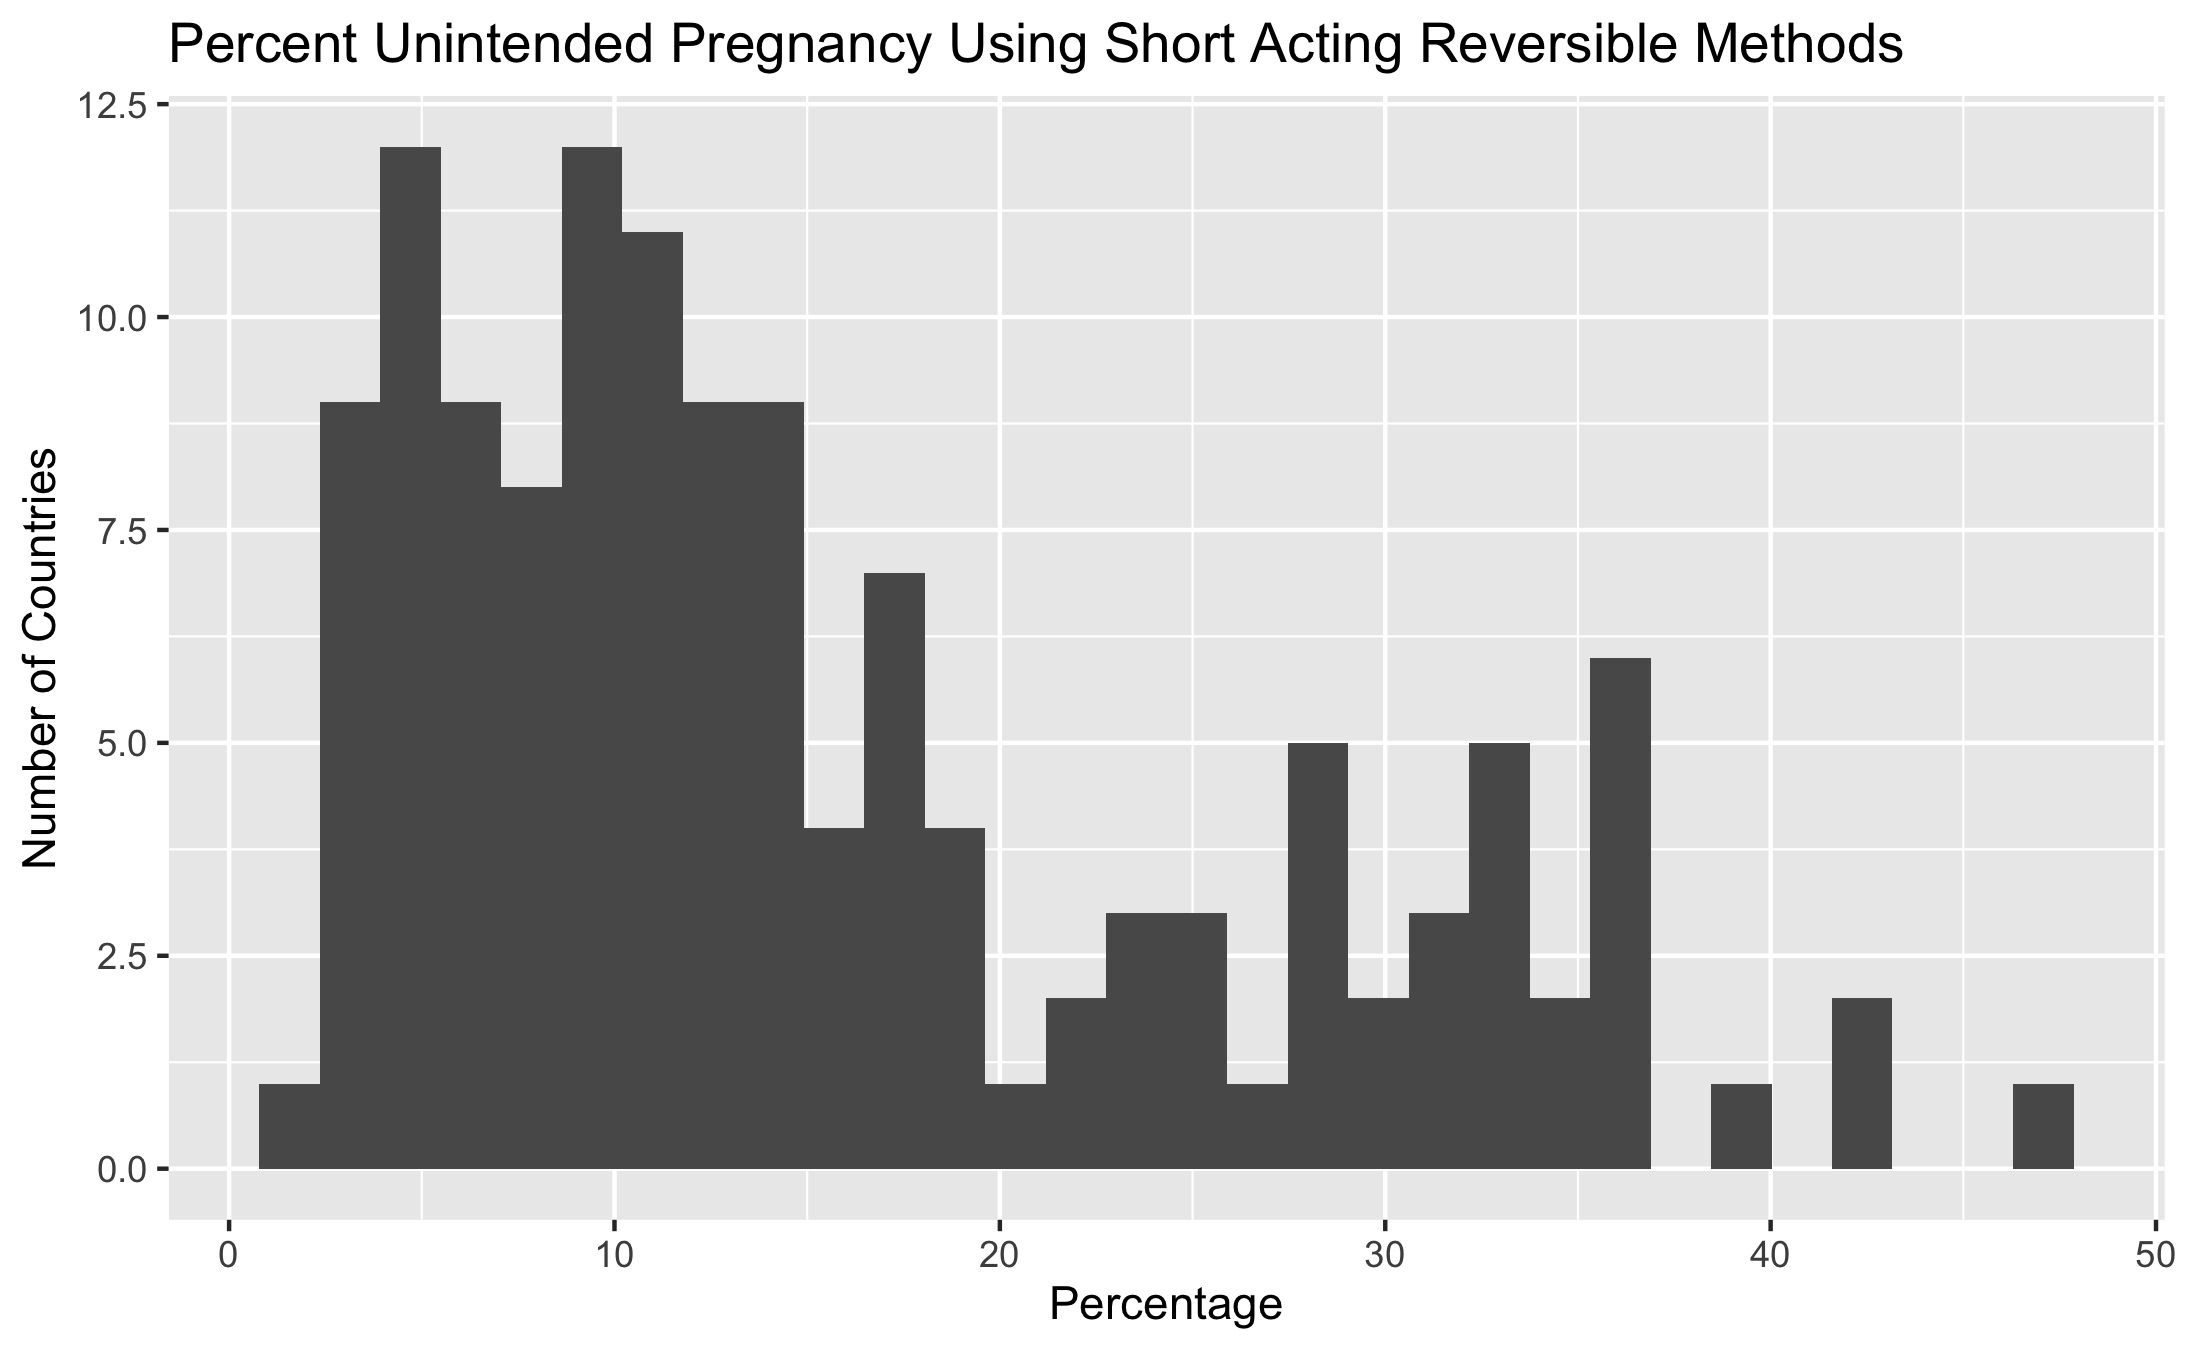 Percent Unintended Pregnancy Using Short Acting Reversible Methods
12.5
10.0
7.5
5.0
2.5
0.0
Number of Countries
0 10 20 30 40 50
Percentage